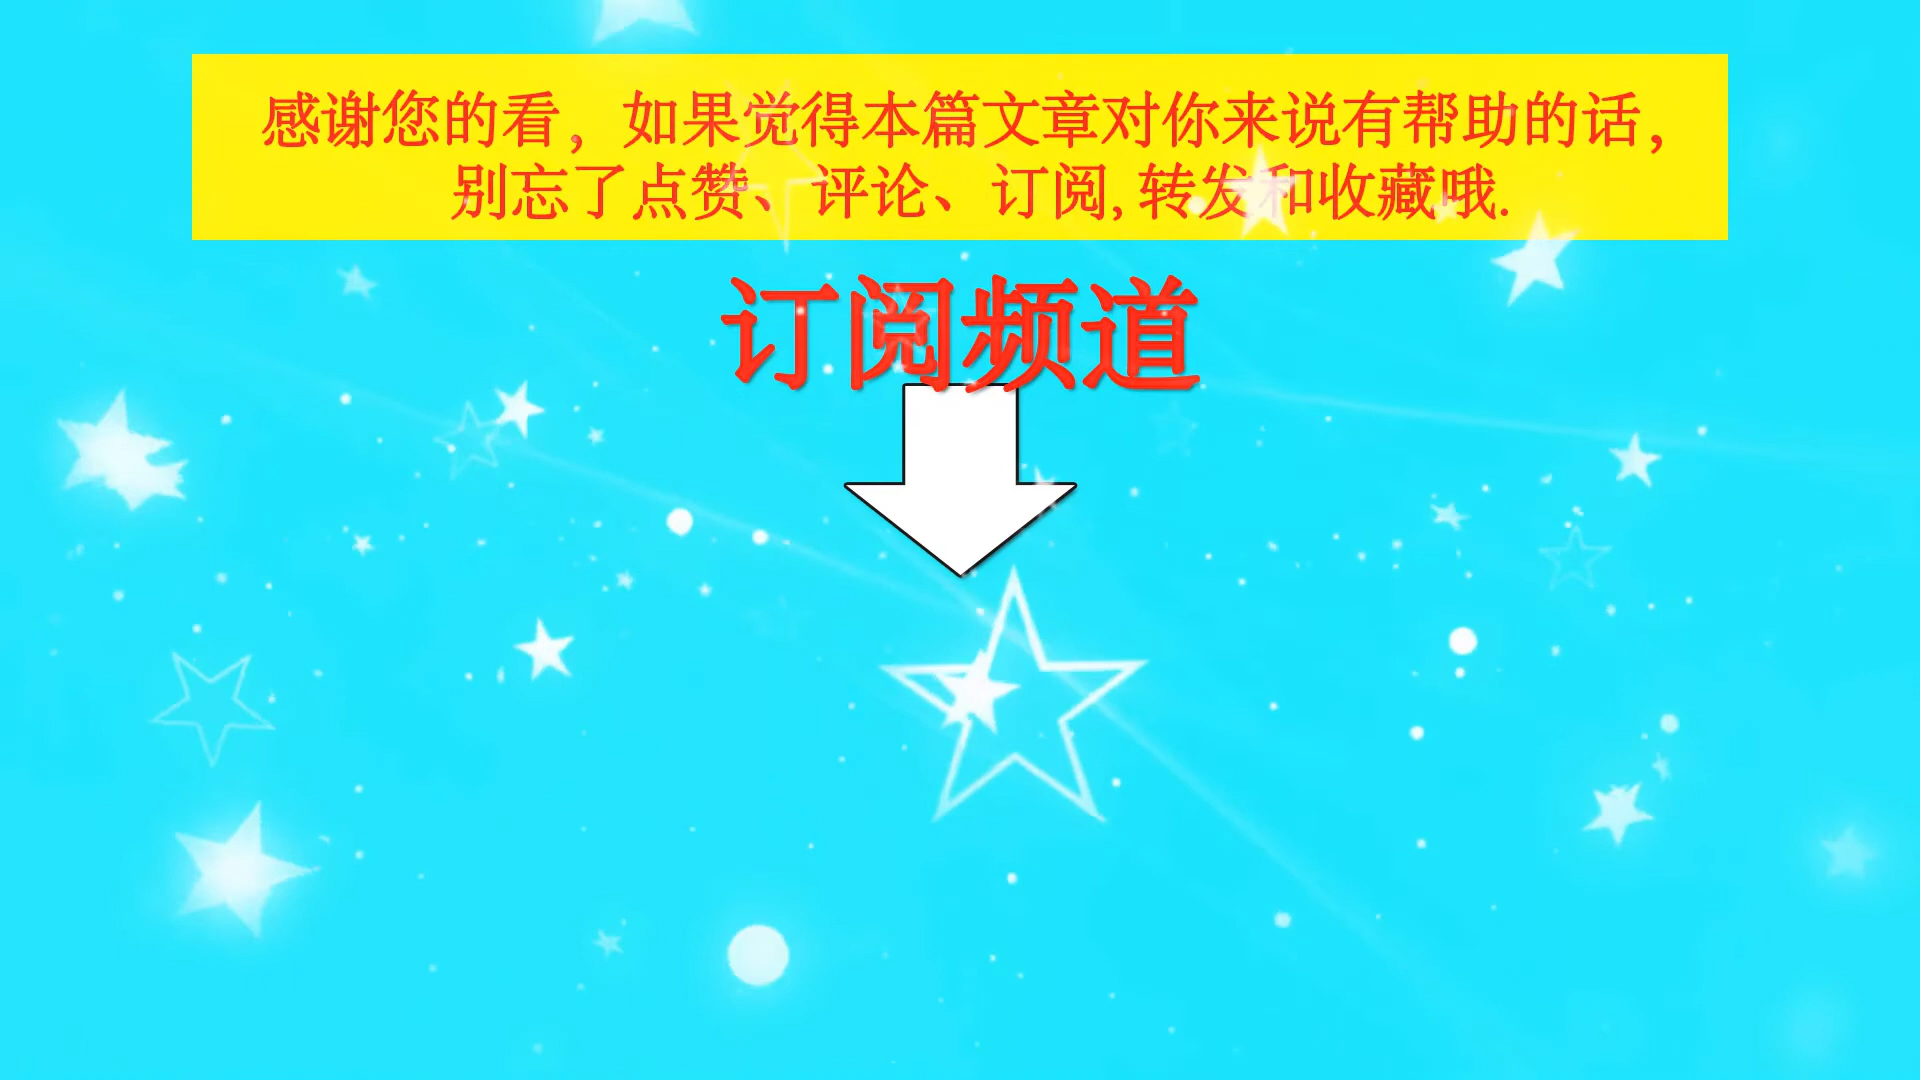 感谢您的看，如果觉得本篇文章对你来说有帮助的话，
别忘了点赞、评论、订阅,转发和收藏哦.
订阅频道